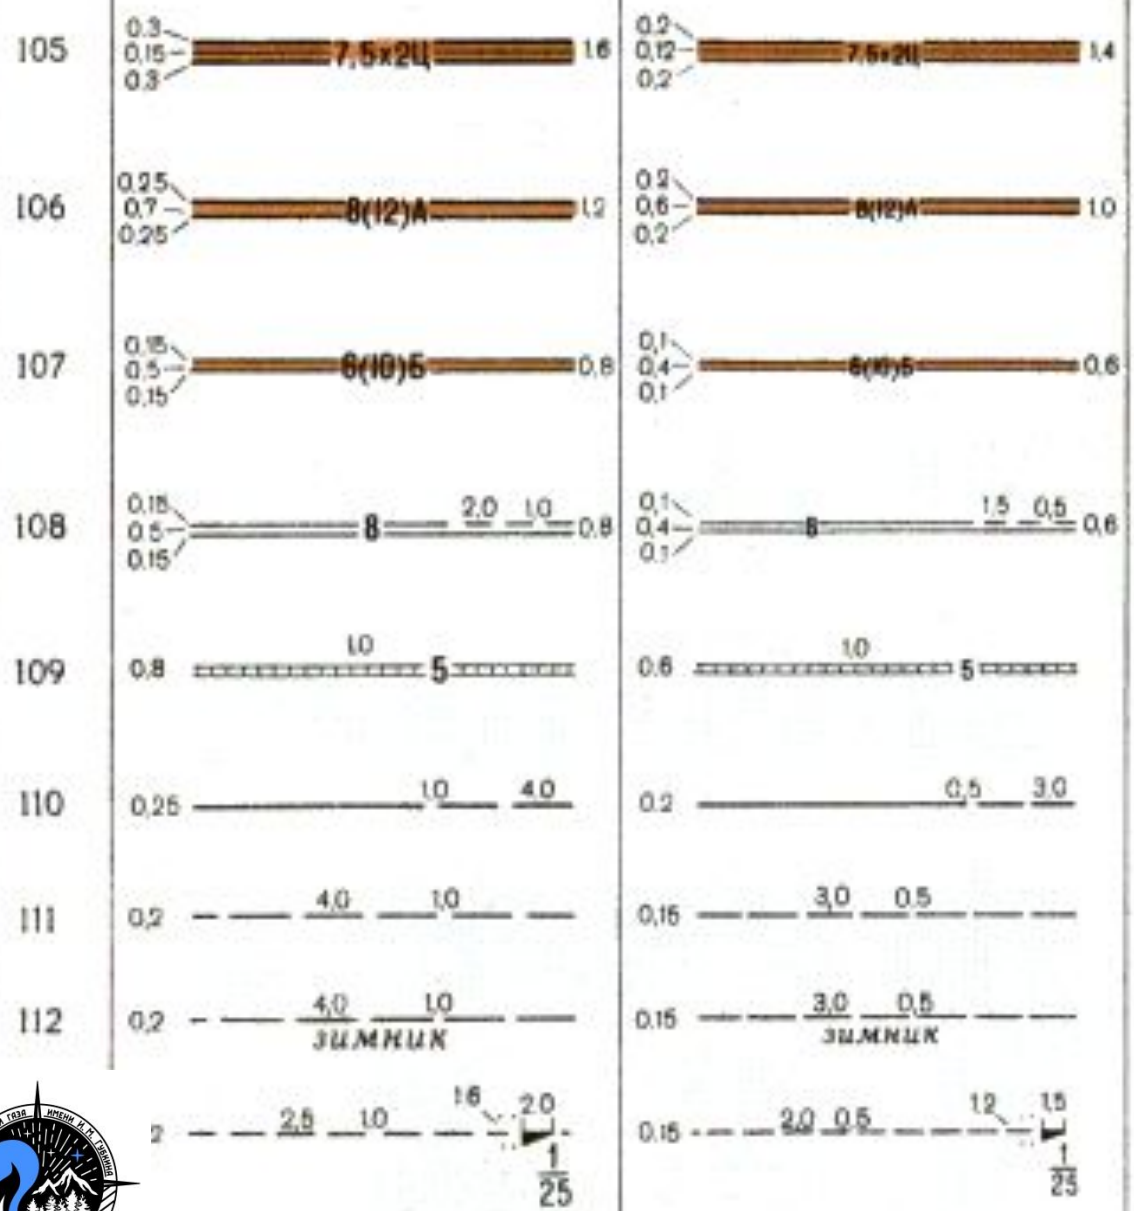 105 0.3 0.15 0.3 7,5×2Ц 1.6 0.2 0.12 0.2 7,5×2Ц 1.4
106 0.25 0.7 0.25 8(12)А 1.2 0.2 0.6 0.2 8(12)А 1.0
107 0.15 0.5 0.15 6(10)Б 0.8 0.1 0.4 0.1 6(10)Б 0.6
108 0.15 0.5 0.15 8 2,0 1,0 0.8 0.1 0.4 0.1 8 1.5 0.5 0.6
109 0.8 1.0 5 0.6 1.0 5
110 0.25 1.0 4.0 0.2 0.5 3.0
111 0.2 4.0 1.0 0.15 3.0 0.5
112 0.2 4.0 1.0 0.15 3.0 0.5
зимник зимник
2 2.5 1.0 1.6 2.0 0.15 2.0 0.5 1.2 1.5
1 1
25 25
ГАЗА ИМЕНИ И.М. ГУБКИНА